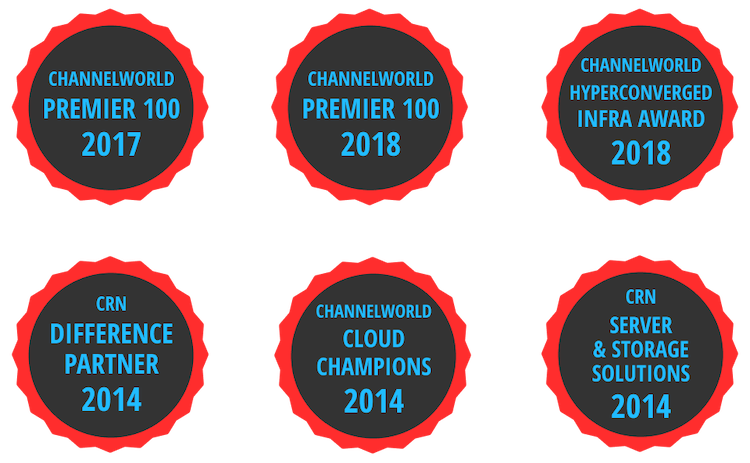 CHANNELWORLD
PREMIER 100
2017
CHANNELWORLD
PREMIER 100
2018
CHANNELWORLD
HYPERCONVERGED
INFRA AWARD
2018
CRN
DIFFERENCE
PARTNER
2014
CHANNELWORLD
CLOUD
CHAMPIONS
2014
CRN
SERVER
& STORAGE
SOLUTIONS
2014